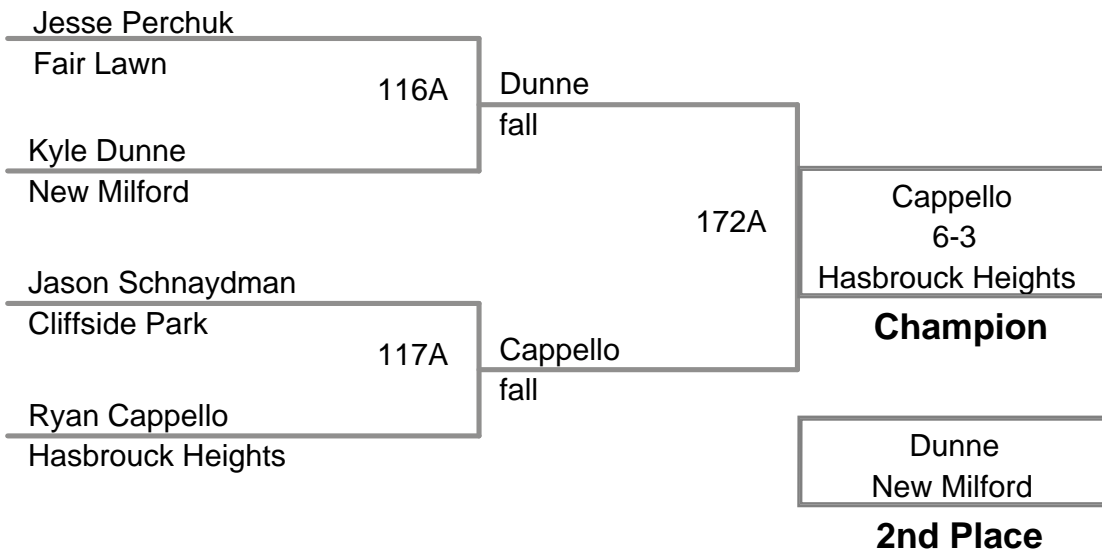 Jesse Perchuk
Fair Lawn
116A
Kyle Dunne
New Milford
Dunne
fall
Jason Schnaydman
Cliffside Park
117A
Ryan Cappello
Hasbrouck Heights
Cappello
fall
172A
Cappello
6-3
Hasbrouck Heights
Champion
Dunne
New Milford
2nd Place